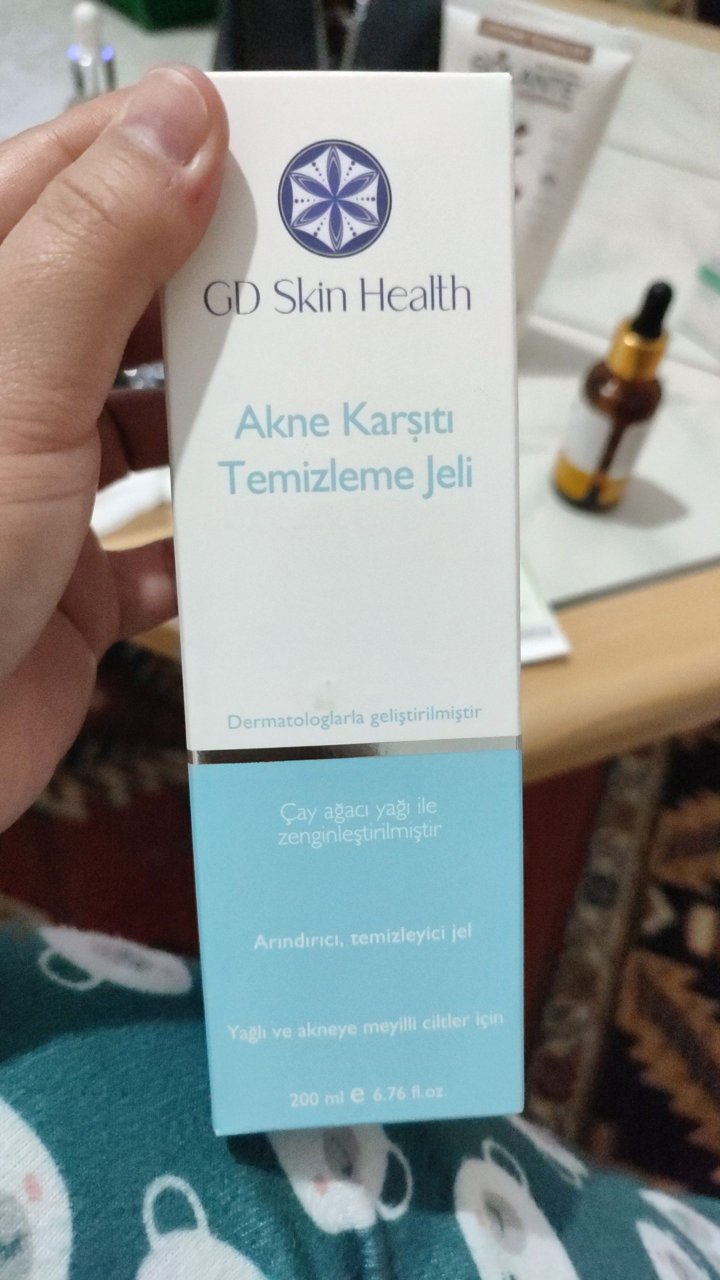 GD Skin Health
Akne Karşıtı
Temizleme Jeli
Dermatologlarla geliştirilmiştir
Çay ağacı yağı ile
zenginleştirilmiştir
Arındırıcı, temizleyici jel
Yağlı ve akneye meyilli ciltler için
200 ml e 6.76 fl.oz.